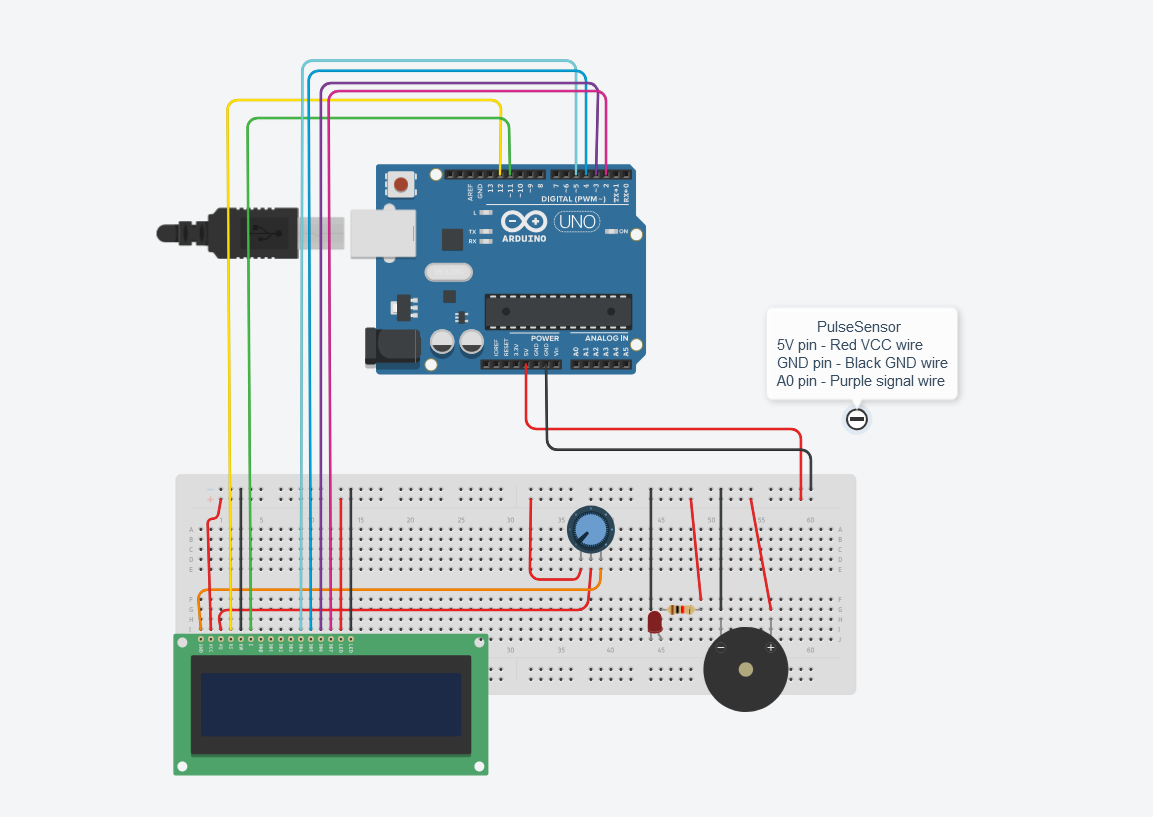 AREF
GND
13
12
~11
~10
~9
8
7
~6
~5
4
~3
2
TX→1
RX←0
DIGITAL (PWM~)
L
TX
RX
UNO
ARDUINO
ON
POWER
ANALOG IN
IOREF
RESET
3.3V
5V
GND
GND
Vin
A0
A1
A2
A3
A4
A5
PulseSensor
5V pin - Red VCC wire
GND pin - Black GND wire
A0 pin - Purple signal wire
1 5 10 15 20 25 30 35 40 45 50 55 60
A A
B B
C C
D D
E E
F F
G G
H H
I I
J
30 35 40 45 60
− +